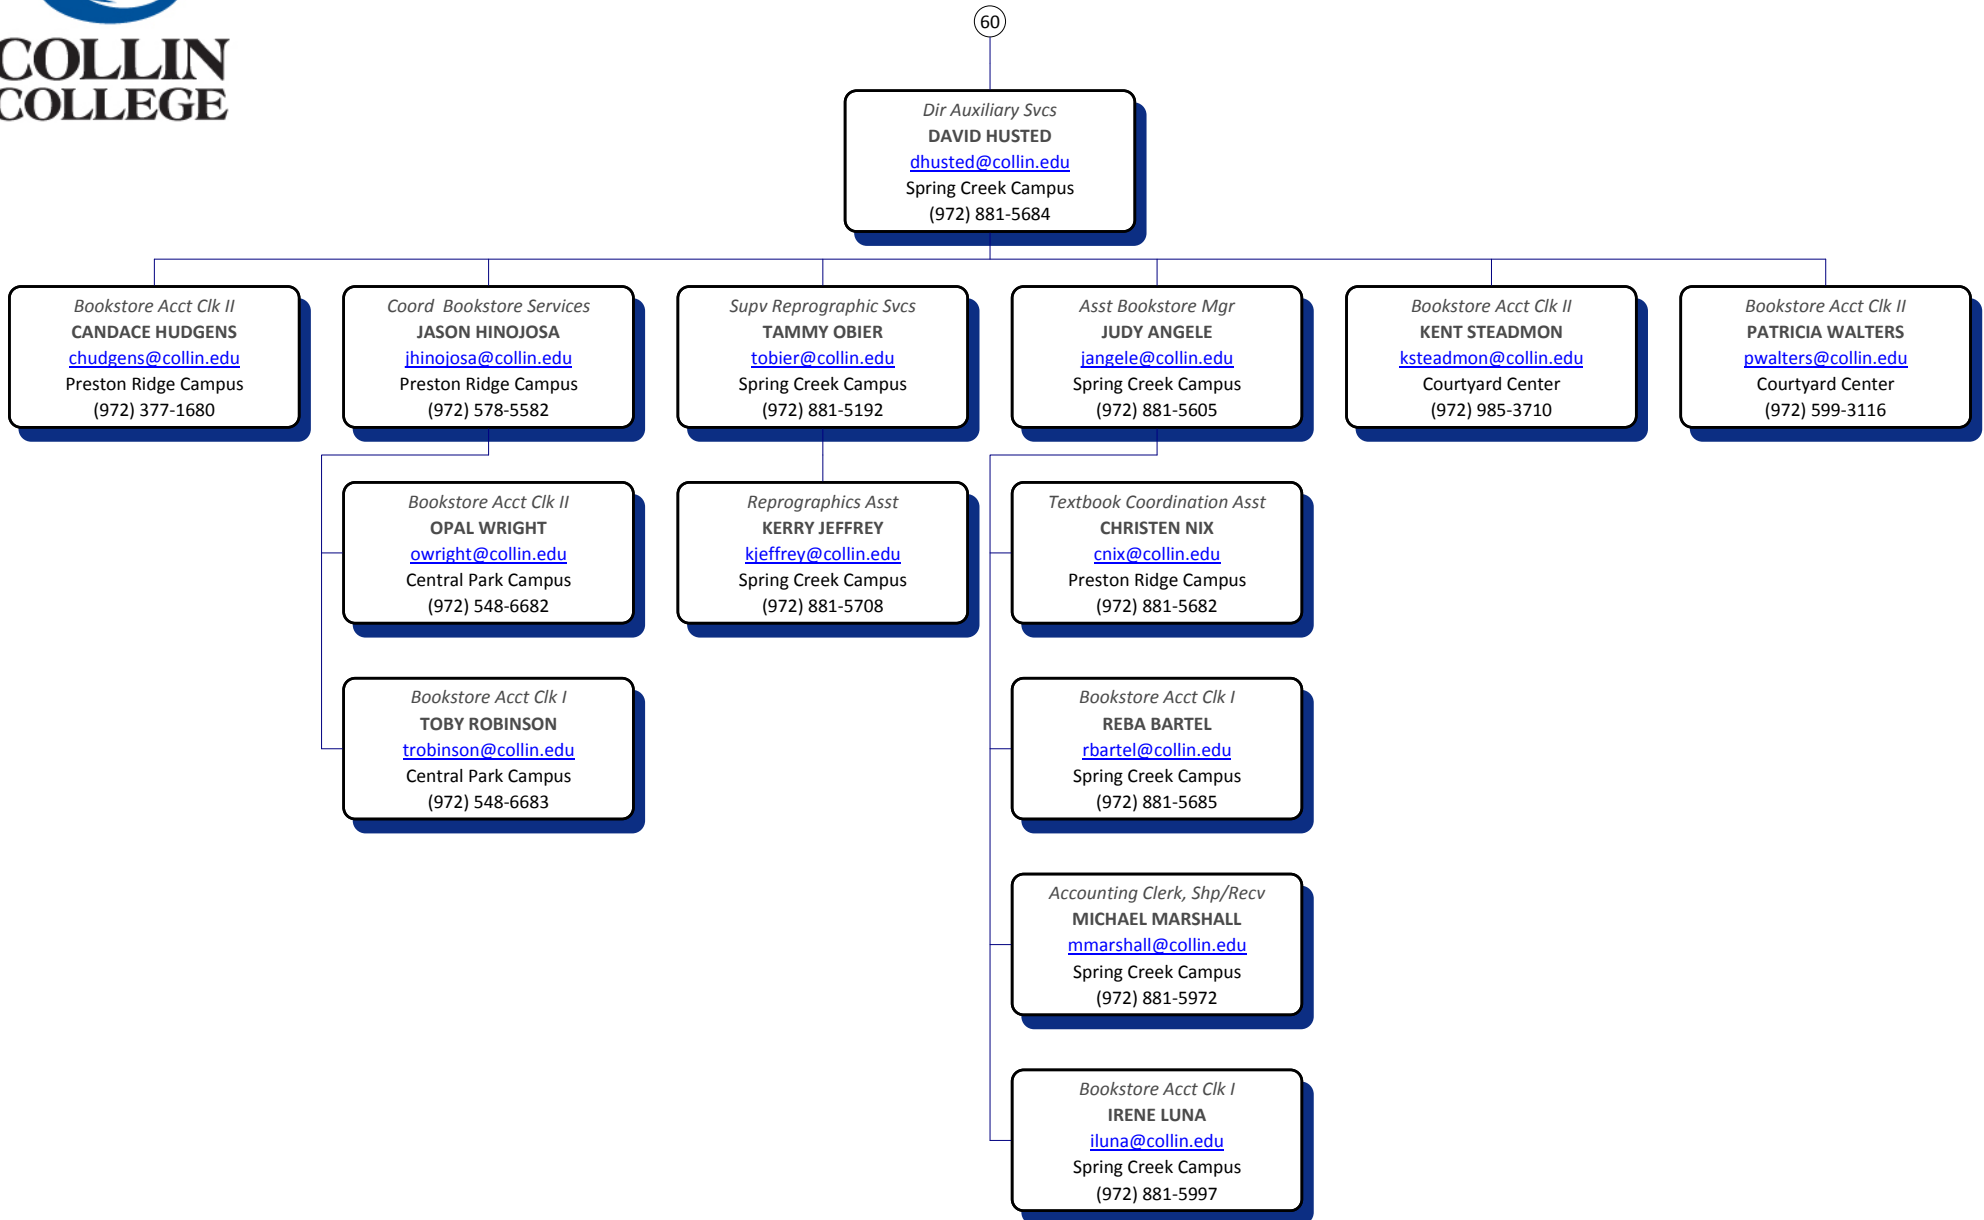 COLLIN
COLLEGE
60
Dir Auxiliary Svcs
DAVID HUSTED
dhusted@collin.edu
Spring Creek Campus
(972) 881-5684
Bookstore Acct Clk II
CANDACE HUDGENS
chudgens@collin.edu
Preston Ridge Campus
(972) 377-1680
Coord  Bookstore Services
JASON HINOJOSA
jhinojosa@collin.edu
Preston Ridge Campus
(972) 578-5582
Supv Reprographic Svcs
TAMMY OBIER
tobier@collin.edu
Spring Creek Campus
(972) 881-5192
Asst Bookstore Mgr
JUDY ANGELE
jangele@collin.edu
Spring Creek Campus
(972) 881-5605
Bookstore Acct Clk II
KENT STEADMON
ksteadmon@collin.edu
Courtyard Center
(972) 985-3710
Bookstore Acct Clk II
PATRICIA WALTERS
pwalters@collin.edu
Courtyard Center
(972) 599-3116
Bookstore Acct Clk II
OPAL WRIGHT
owright@collin.edu
Central Park Campus
(972) 548-6682
Reprographics Asst
KERRY JEFFREY
kjeffrey@collin.edu
Spring Creek Campus
(972) 881-5708
Textbook Coordination Asst
CHRISTEN NIX
cnix@collin.edu
Preston Ridge Campus
(972) 881-5682
Bookstore Acct Clk I
TOBY ROBINSON
trobinson@collin.edu
Central Park Campus
(972) 548-6683
Bookstore Acct Clk I
REBA BARTEL
rbartel@collin.edu
Spring Creek Campus
(972) 881-5685
Accounting Clerk, Shp/Recv
MICHAEL MARSHALL
mmarshall@collin.edu
Spring Creek Campus
(972) 881-5972
Bookstore Acct Clk I
IRENE LUNA
iluna@collin.edu
Spring Creek Campus
(972) 881-5997